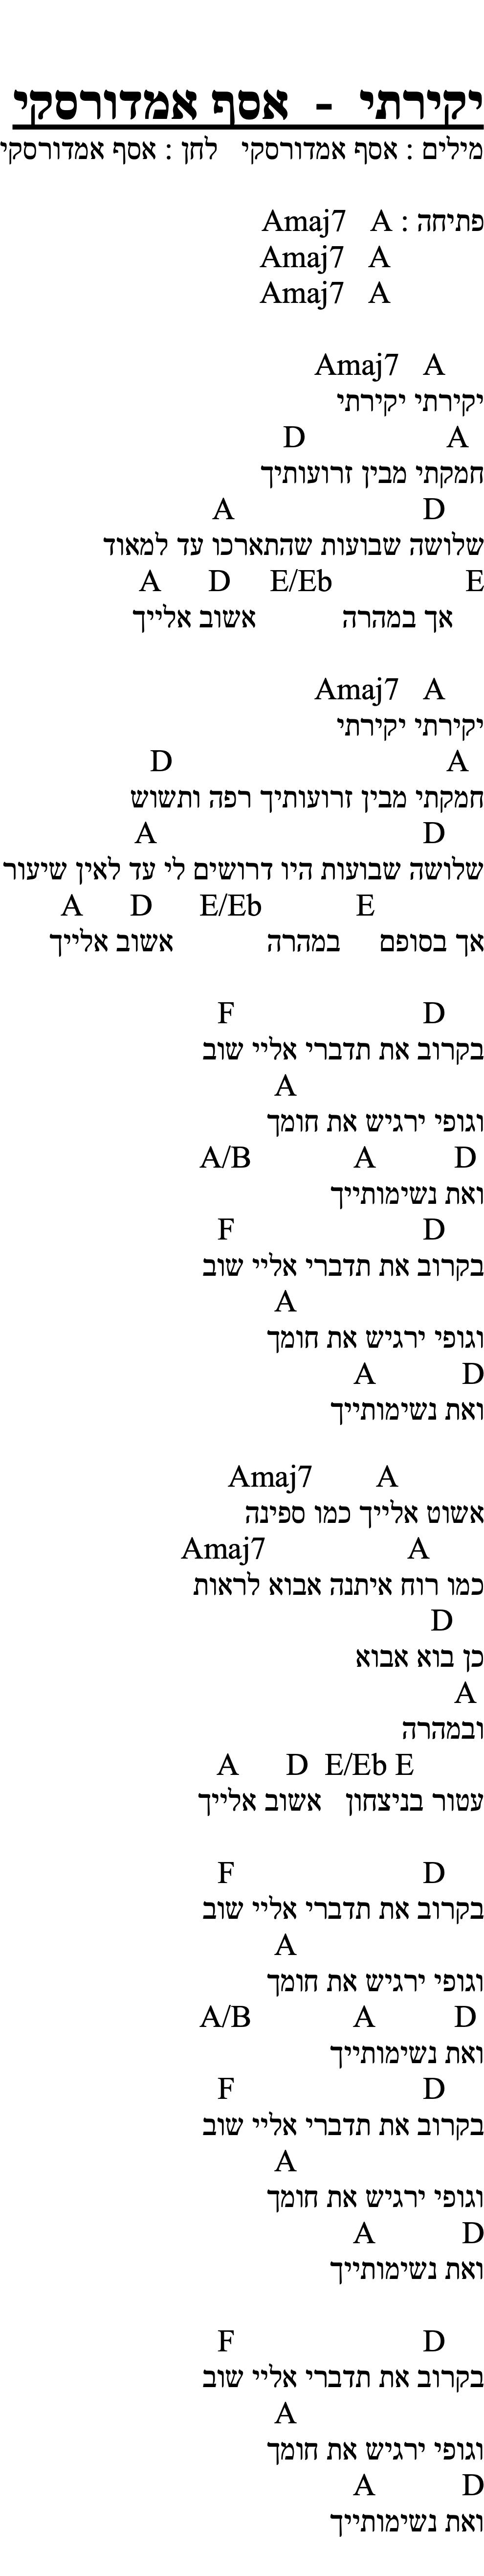 יקירתי - אסף אמדורסקי
מילים : אסף אמדורסקי   לחן : אסף אמדורסקי
פתיחה : A   Amaj7
A   Amaj7
A   Amaj7
A   Amaj7
יקירתי יקירתי
A   D
חמקתי מבין זרועותיך
D   A
שלושה שבועות שהתארכו עד למאוד
E   E/Eb   D   A
אך במהרה   אשוב אלייך
A   Amaj7
יקירתי יקירתי
A   D
חמקתי מבין זרועותיך רפה ותשוש
D   A
שלושה שבועות היו דרושים לי עד לאין שיעור
E   E/Eb   D   A
אך בסופם   במהרה   אשוב אלייך
D   F
בקרוב את תדברי אליי שוב
A
וגופי ירגיש את חומך
D   A   A/B
ואת נשימותייך
D   F
בקרוב את תדברי אליי שוב
A
וגופי ירגיש את חומך
D   A
ואת נשימותייך
A   Amaj7
אשוט אלייך כמו ספינה
A   Amaj7
כמו רוח איתנה אבוא לראות
D
כן בוא אבוא
A
ובמהרה
E   E/Eb   D   A
עטור בניצחון   אשוב אלייך
D   F
בקרוב את תדברי אליי שוב
A
וגופי ירגיש את חומך
D   A   A/B
ואת נשימותייך
D   F
בקרוב את תדברי אליי שוב
A
וגופי ירגיש את חומך
D   A
ואת נשימותייך
D   F
בקרוב את תדברי אליי שוב
A
וגופי ירגיש את חומך
D   A
ואת נשימותייך